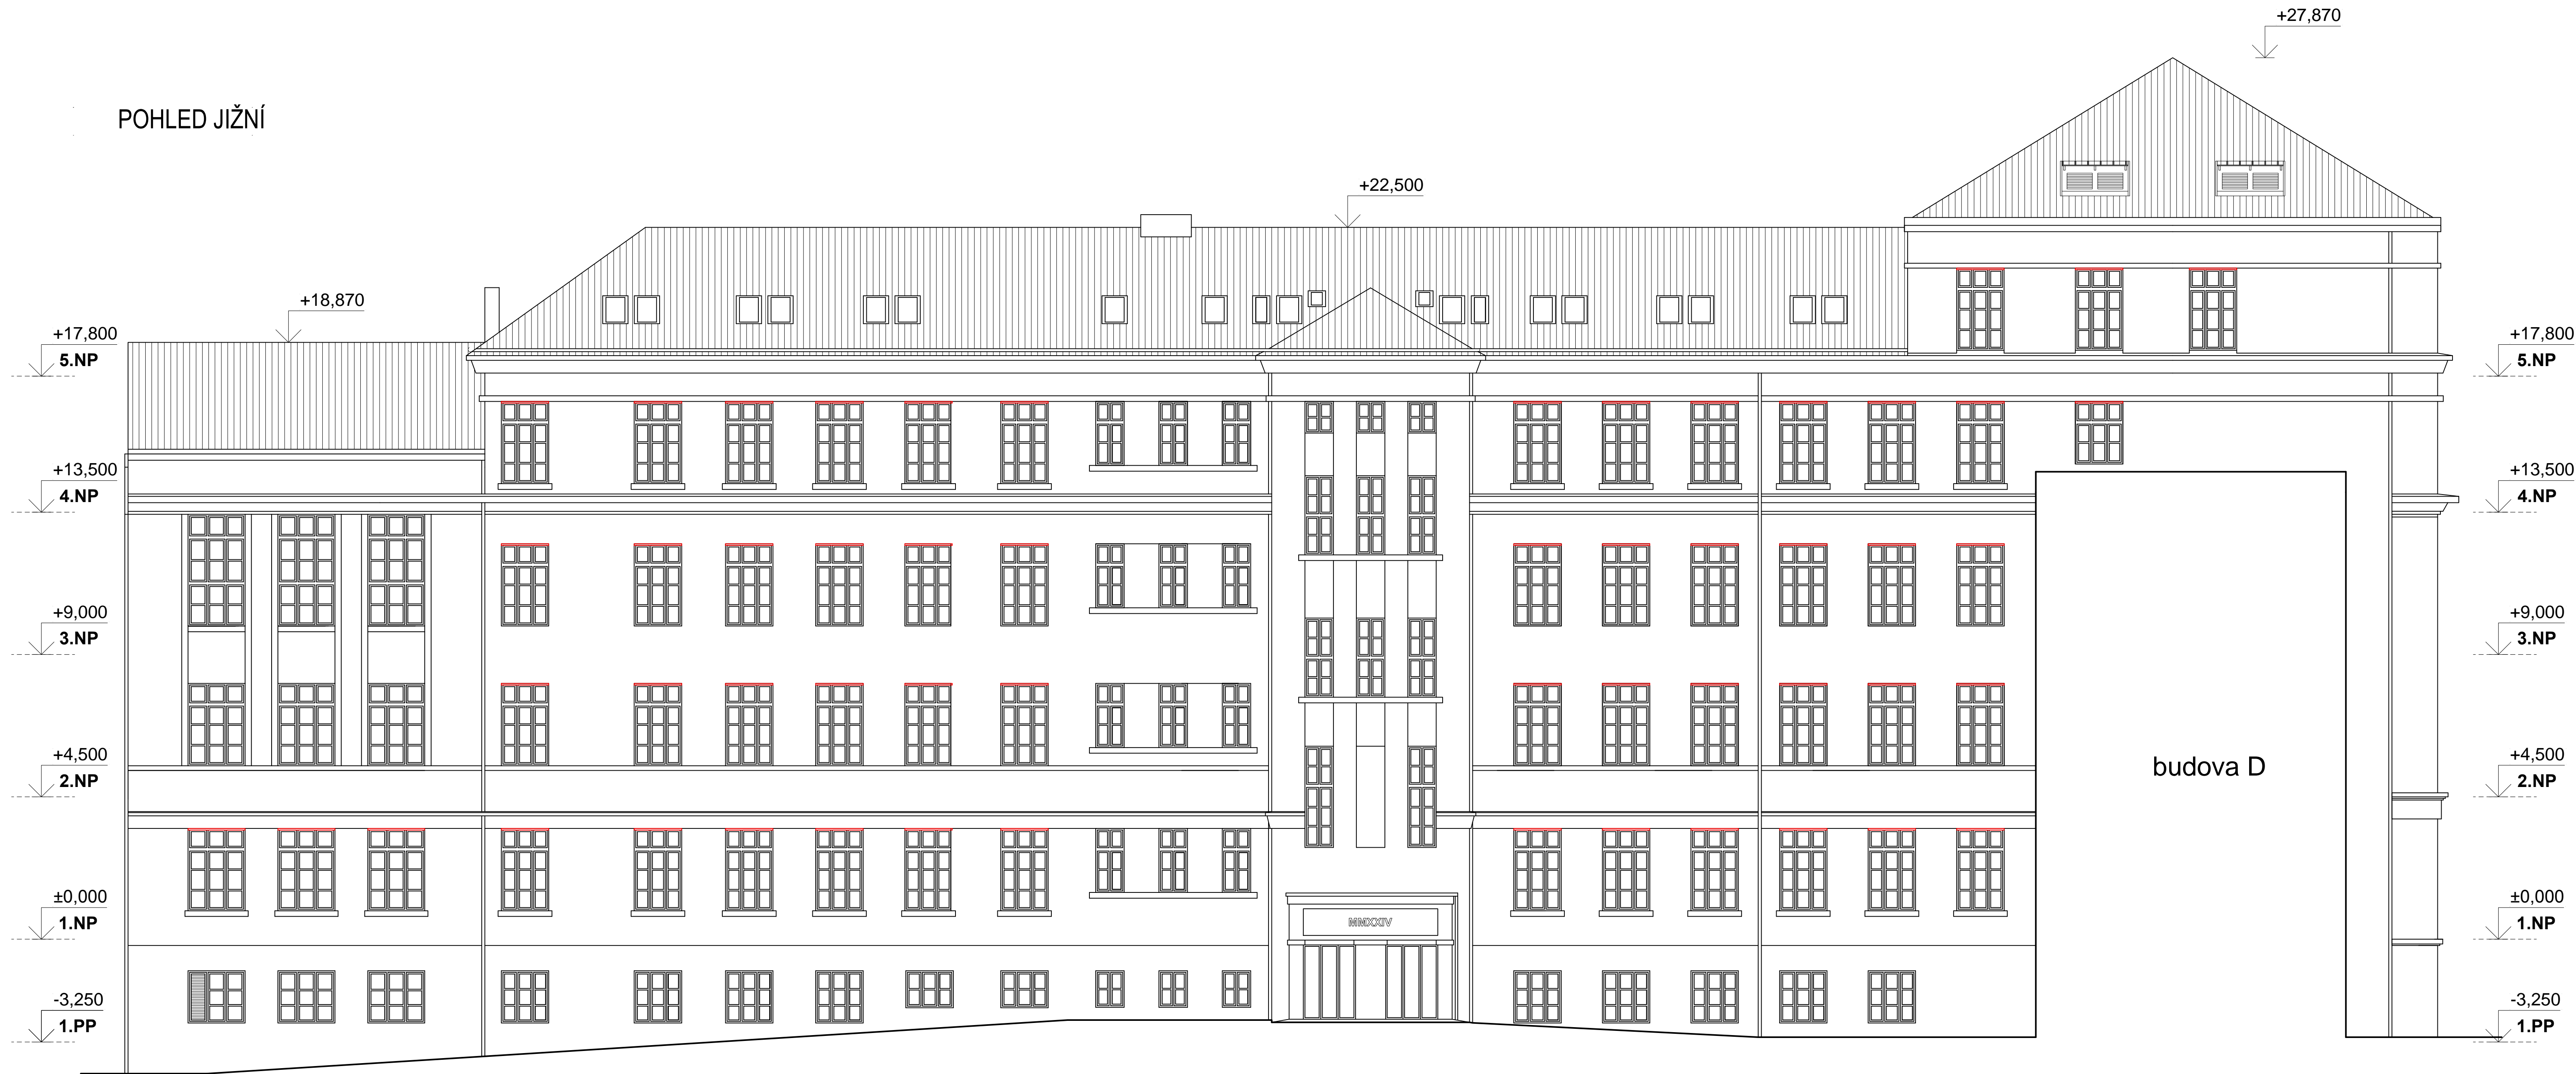 +27,870
POHLED JIŽNÍ
+22,500
+18,870
+17,800
5.NP
+17,800
5.NP
+13,500
4.NP
+13,500
4.NP
+9,000
3.NP
+9,000
3.NP
+4,500
2.NP
budova D
+4,500
2.NP
±0,000
1.NP
MMXXIV
±0,000
1.NP
-3,250
1.PP
-3,250
1.PP